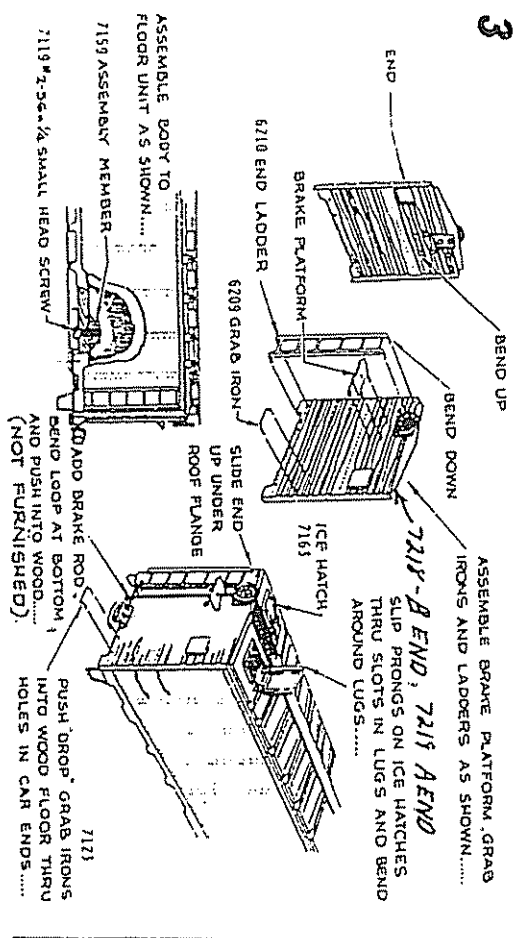 3
END
BEND UP
6210 END LADDER
BRAKE PLATFORM
6209 GRAB IRON
BEND DOWN
ASSEMBLE BRAKE PLATFORM, GRAB
IRONS AND LADDERS AS SHOWN......
7218-B END, 7219 A END
SLIP PRONGS ON ICE HATCHES
THRU SLOTS IN LUGS AND BEND
AROUND LUGS......
ICE HATCH
7165
SLIDE END
UP UNDER
ROOF FLANGE
ASSEMBLE BODY TO
FLOOR UNIT AS SHOWN....
7159 ASSEMBLY MEMBER
7119 #2-56 x 1/4 SMALL HEAD SCREW
ADD BRAKE ROD,
BEND LOOP AT BOTTOM
AND PUSH INTO WOOD.....
(NOT FURNISHED)
7123
PUSH "DROP" GRAB IRONS
INTO WOOD FLOOR THRU
HOLES IN CAR ENDS.....